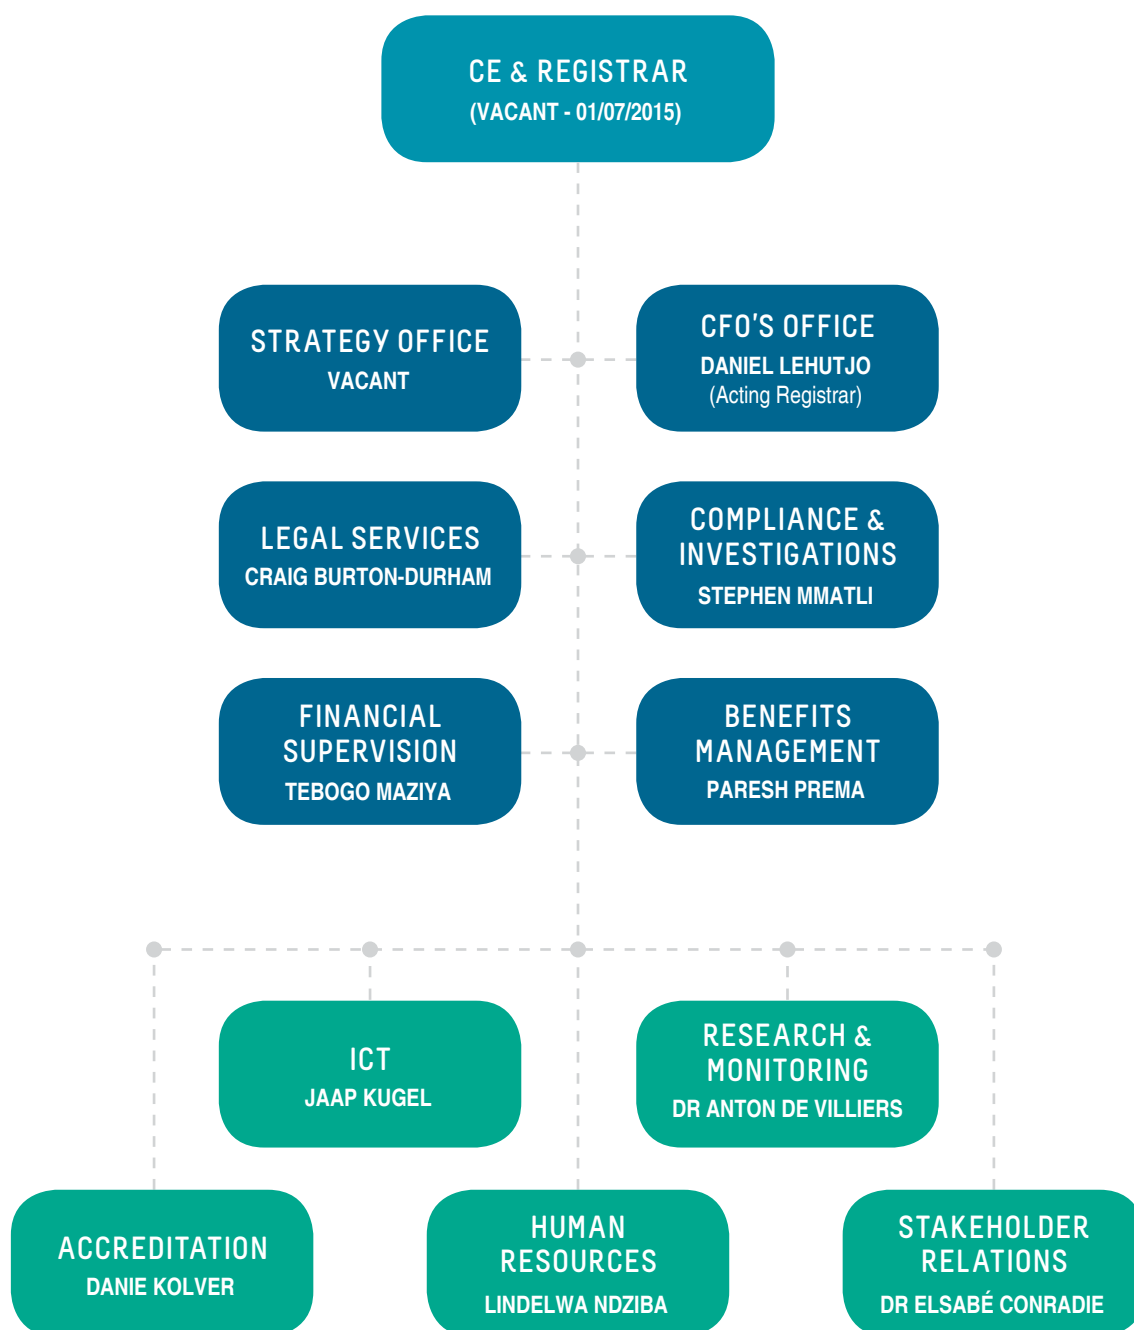 CE & REGISTRAR
(VACANT - 01/07/2015)
STRATEGY OFFICE
VACANT
CFO'S OFFICE
DANIEL LEHUTJO
(Acting Registrar)
LEGAL SERVICES
CRAIG BURTON-DURHAM
COMPLIANCE &
INVESTIGATIONS
STEPHEN MMATLI
FINANCIAL
SUPERVISION
TEBOGO MAZIYA
BENEFITS
MANAGEMENT
PARESH PREMA
ICT
JAAP KUGEL
RESEARCH &
MONITORING
DR ANTON DE VILLIERS
ACCREDITATION
DANIE KOLVER
HUMAN
RESOURCES
LINDELWA NDZIBA
STAKEHOLDER
RELATIONS
DR ELSABÉ CONRADIE